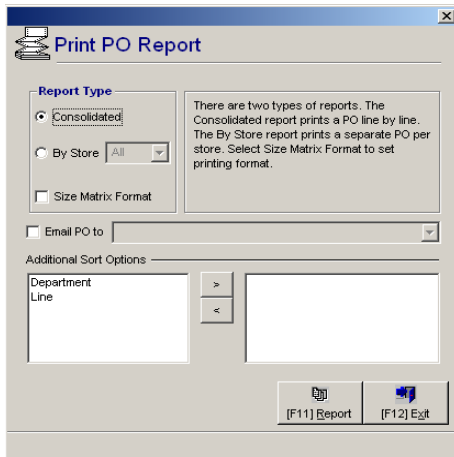 Print PO Report
Report Type
Consolidated
By Store All
Size Matrix Format
There are two types of reports. The
Consolidated report prints a PO line by line.
The By Store report prints a separate PO per
store. Select Size Matrix Format to set
printing format.
Email PO to
Additional Sort Options
Department
Line
>
<
[F11] Report
[F12] Exit